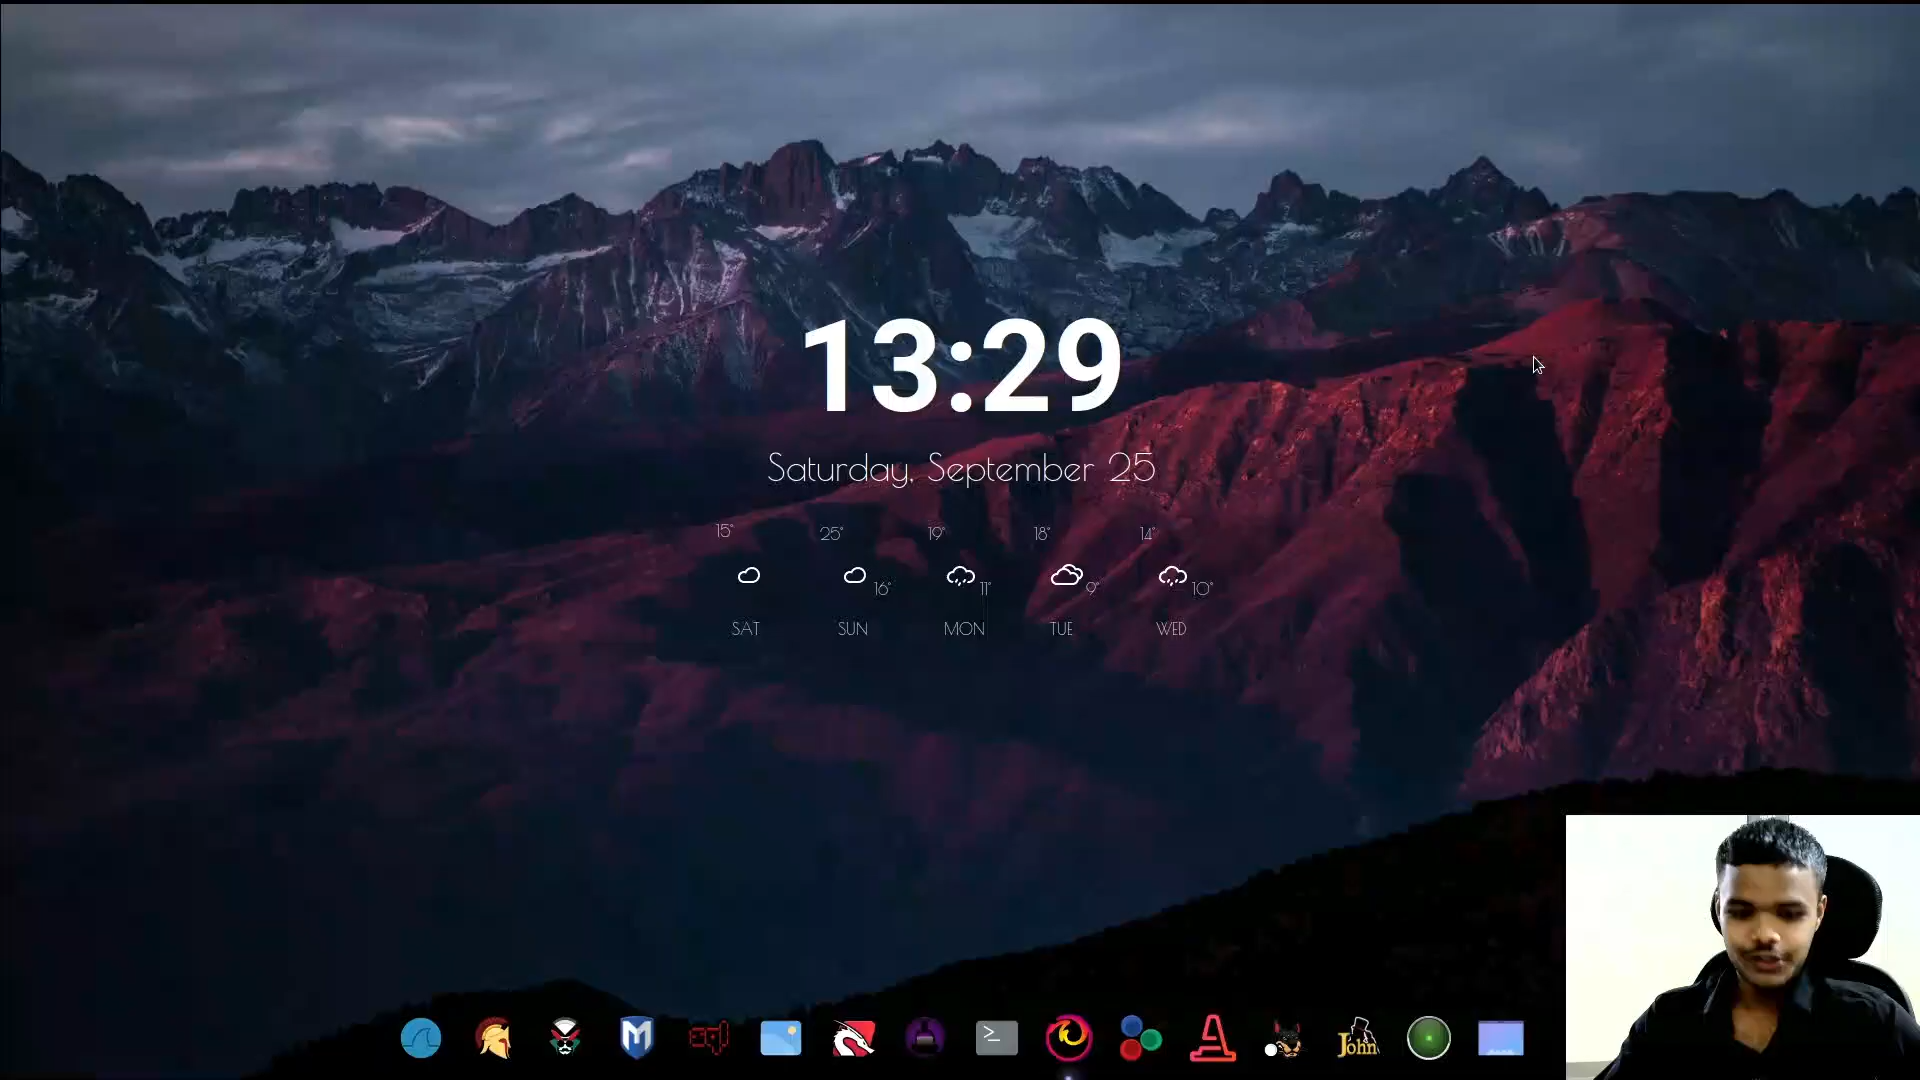 13:29
Saturday, September 25
15° 25° 19° 18° 14°
16° 11° 9° 10°
SAT SUN MON TUE WED
M
John